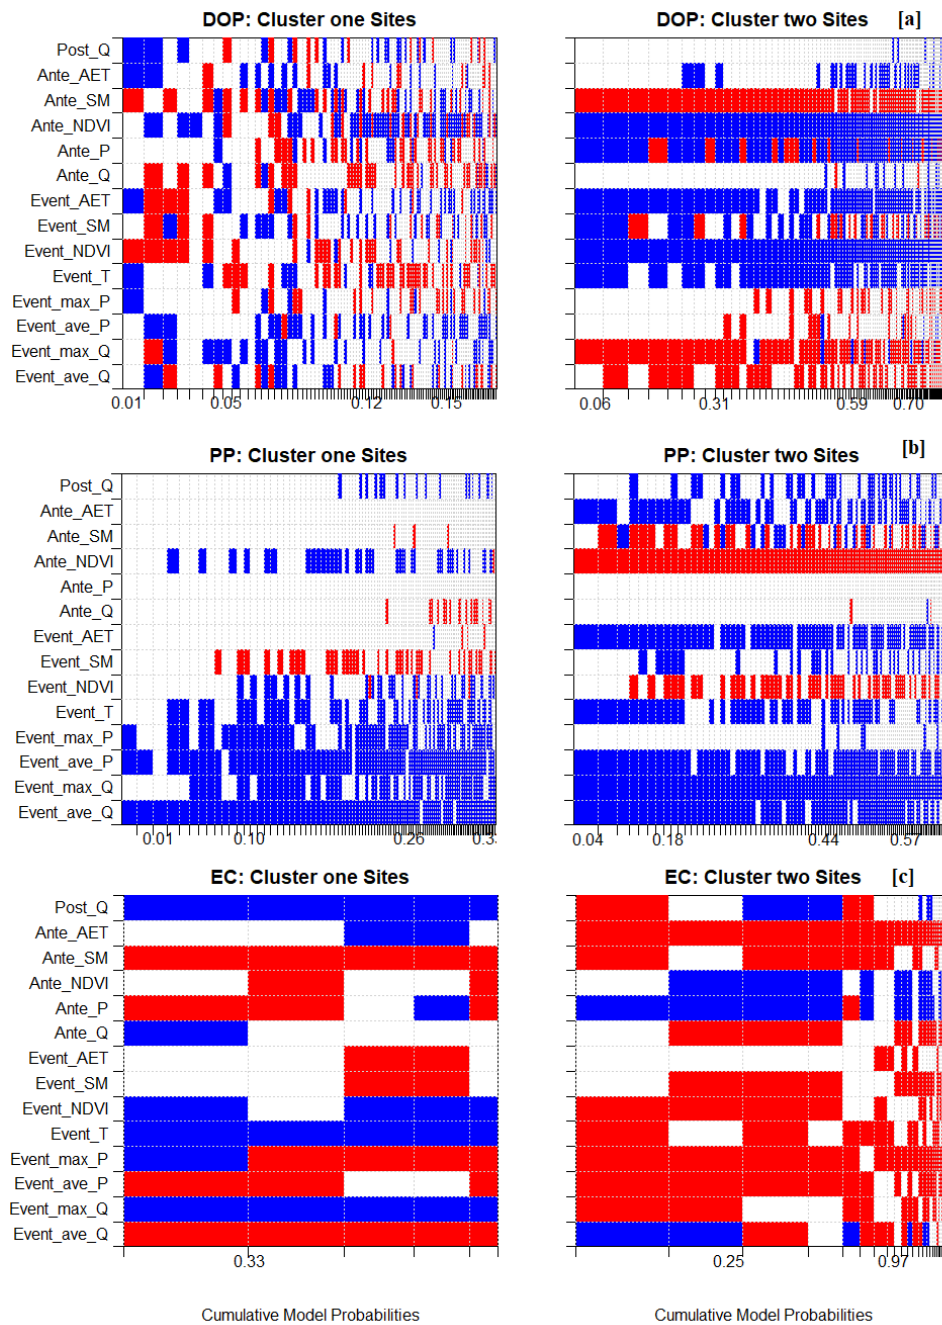 DOP: Cluster one Sites
DOP: Cluster two Sites [a]
Post_Q
Ante_AET
Ante_SM
Ante_NDVI
Ante_P
Ante_Q
Event_AET
Event_SM
Event_NDVI
Event_T
Event_max_P
Event_ave_P
Event_max_Q
Event_ave_Q
0.01 0.05 0.12 0.15
0.06 0.31 0.59 0.70
PP: Cluster one Sites
PP: Cluster two Sites [b]
Post_Q
Ante_AET
Ante_SM
Ante_NDVI
Ante_P
Ante_Q
Event_AET
Event_SM
Event_NDVI
Event_T
Event_max_P
Event_ave_P
Event_max_Q
Event_ave_Q
0.01 0.10 0.26
0.04 0.18 0.44 0.57
EC: Cluster one Sites
EC: Cluster two Sites [c]
Post_Q
Ante_AET
Ante_SM
Ante_NDVI
Ante_P
Ante_Q
Event_AET
Event_SM
Event_NDVI
Event_T
Event_max_P
Event_ave_P
Event_max_Q
Event_ave_Q
0.33
0.25 0.97
Cumulative Model Probabilities
Cumulative Model Probabilities